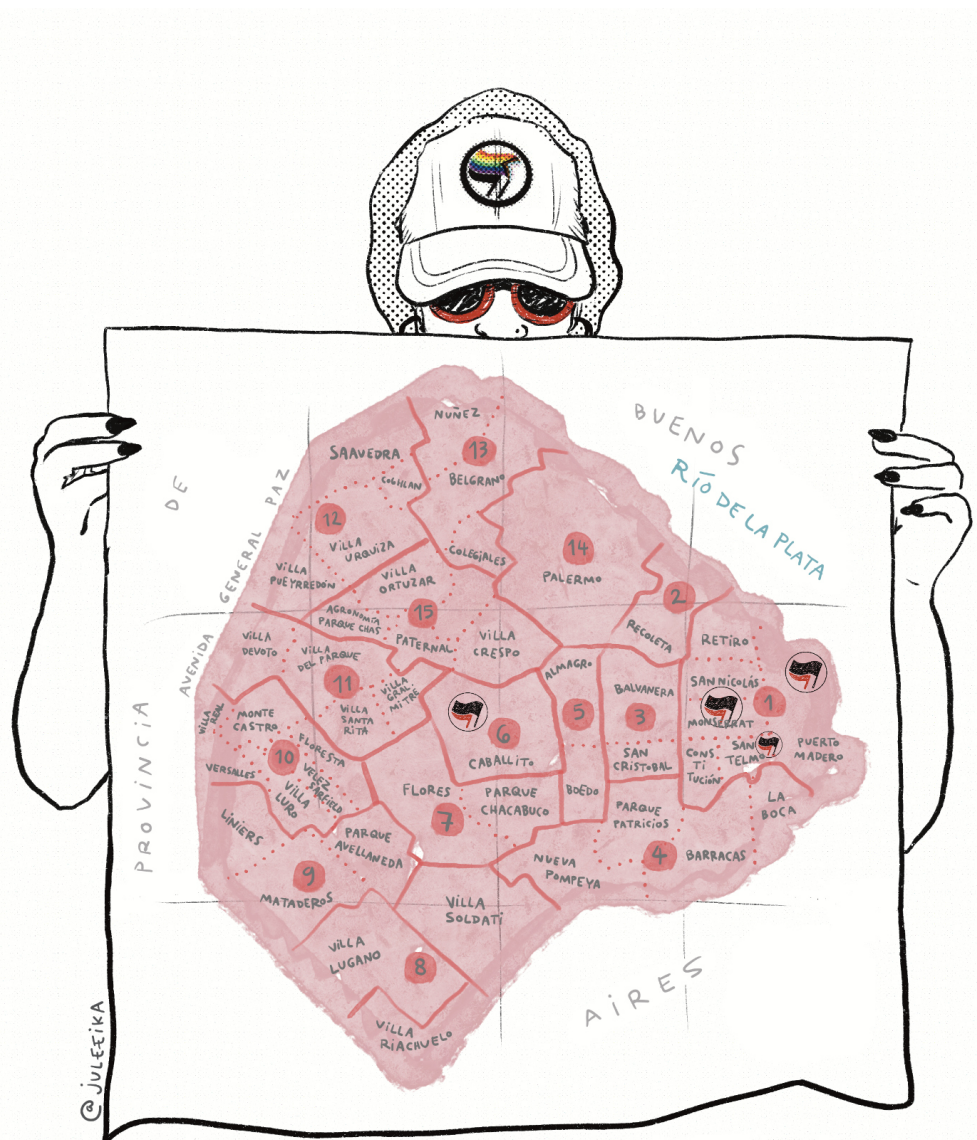 BUENOS
RÍO DE LA PLATA
DE
GENERAL PAZ
AVENIDA
PROVINCIA
AIRES
NUÑEZ
13
SAAVEDRA
COGHLAN
BELGRANO
12
VILLA
URQUIZA
COLEGIALES
14
PALERMO
VILLA
PUEYRREDÓN
VILLA
ORTUZAR
2
AGRONOMÍA
PARQUE CHAS
15
PATERNAL
VILLA
CRESPO
RECOLETA
RETIRO
VILLA
DEVOTO
VILLA
DEL PARQUE
11
VILLA
GRAL.
MITRE
VILLA
SANTA
RITA
ALMAGRO
5
BALVANERA
3
SAN NICOLÁS
1
MONSERRAT
VILLA
REAL
MONTE
CASTRO
10
FLORESTA
VELEZ
SARSFIELD
VERSALLES
VILLA
LURO
6
CABALLITO
SAN
CRISTOBAL
CONS
TI
TUCIÓN
SAN
TELMO
PUERTO
MADERO
FLORES
7
PARQUE
CHACABUCO
BOEDO
PARQUE
PATRICIOS
LA
BOCA
LINIERS
PARQUE
AVELLANEDA
9
MATADEROS
NUEVA
POMPEYA
4
BARRACAS
VILLA
SOLDATI
VILLA
LUGANO
8
VILLA
RIACHUELO
@JULEFIKA